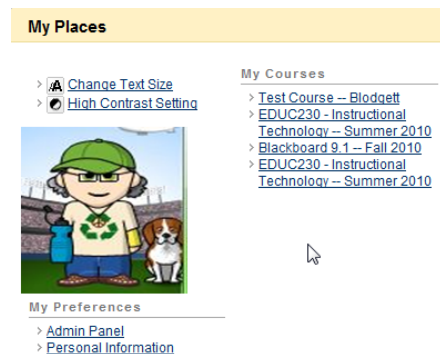 My Places
Change Text Size
High Contrast Setting
My Preferences
Admin Panel
Personal Information
My Courses
Test Course -- Blodgett
EDUC230 - Instructional
Technology -- Summer 2010
Blackboard 9.1 -- Fall 2010
EDUC230 - Instructional
Technology -- Summer 2010